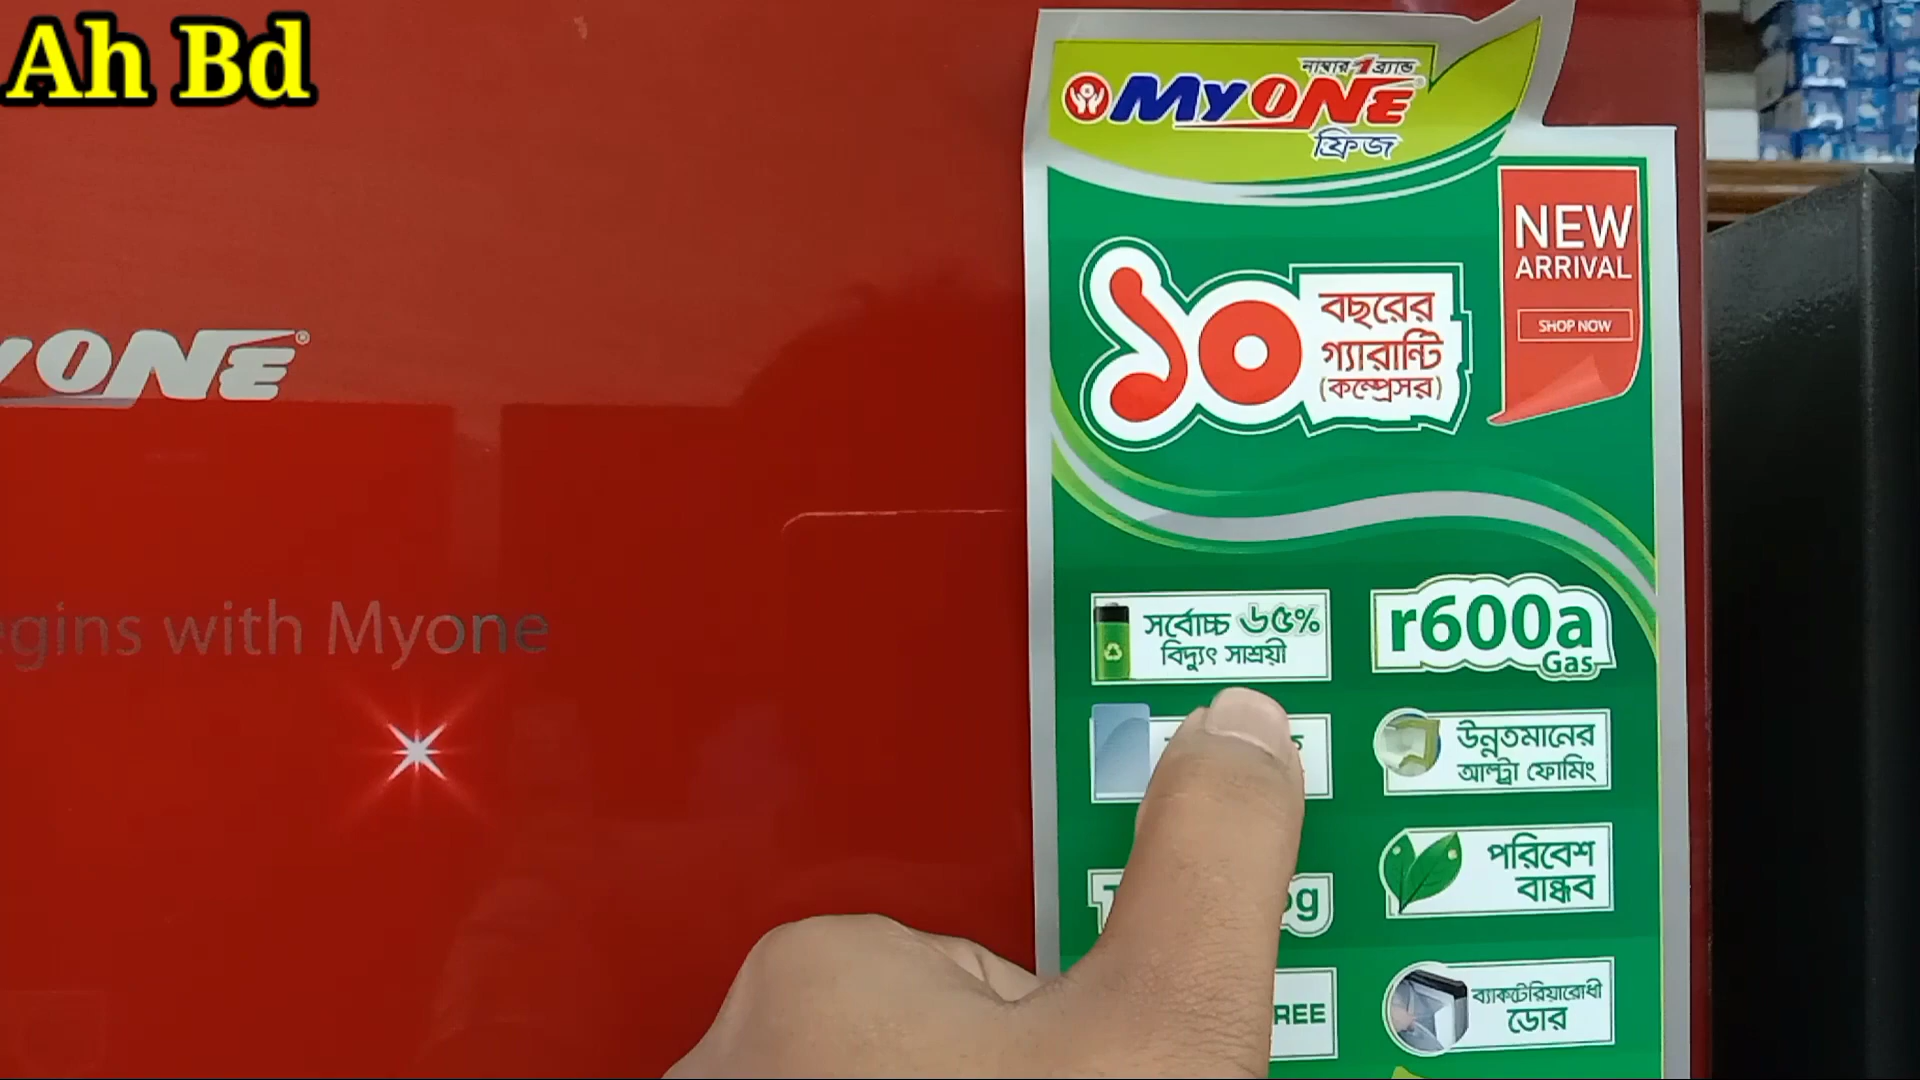 Ah Bd
নাম্বার 1 ব্র্যান্ড
MyONE
ফ্রিজ
NEW
ARRIVAL
SHOP NOW
১০
বছরের
গ্যারান্টি
(কম্প্রেসর)
yONE
egins with Myone
সর্বোচ্চ ৬৫%
বিদ্যুৎ সাশ্রয়ী
r600a
Gas
উন্নতমানের
আল্ট্রা ফোমিং
পরিবেশ
বান্ধব
REE
ব্যাকটেরিয়ারোধী
ডোর